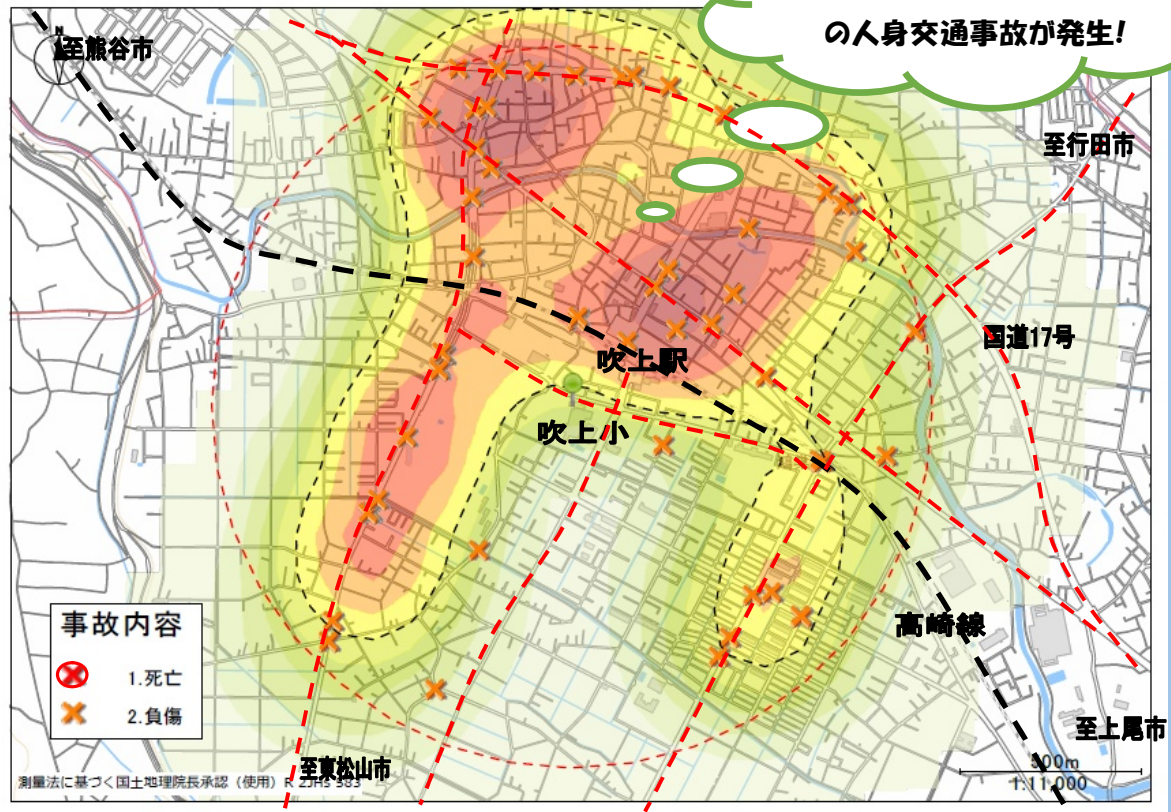 の人身交通事故が発生!
N
至熊谷市
至行田市
国道17号
吹上駅
吹上小
事故内容
1.死亡
2.負傷
高崎線
至上尾市
至東松山市
500m
1:11,000
測量法に基づく国土地理院長承認(使用)R 2JHs 583